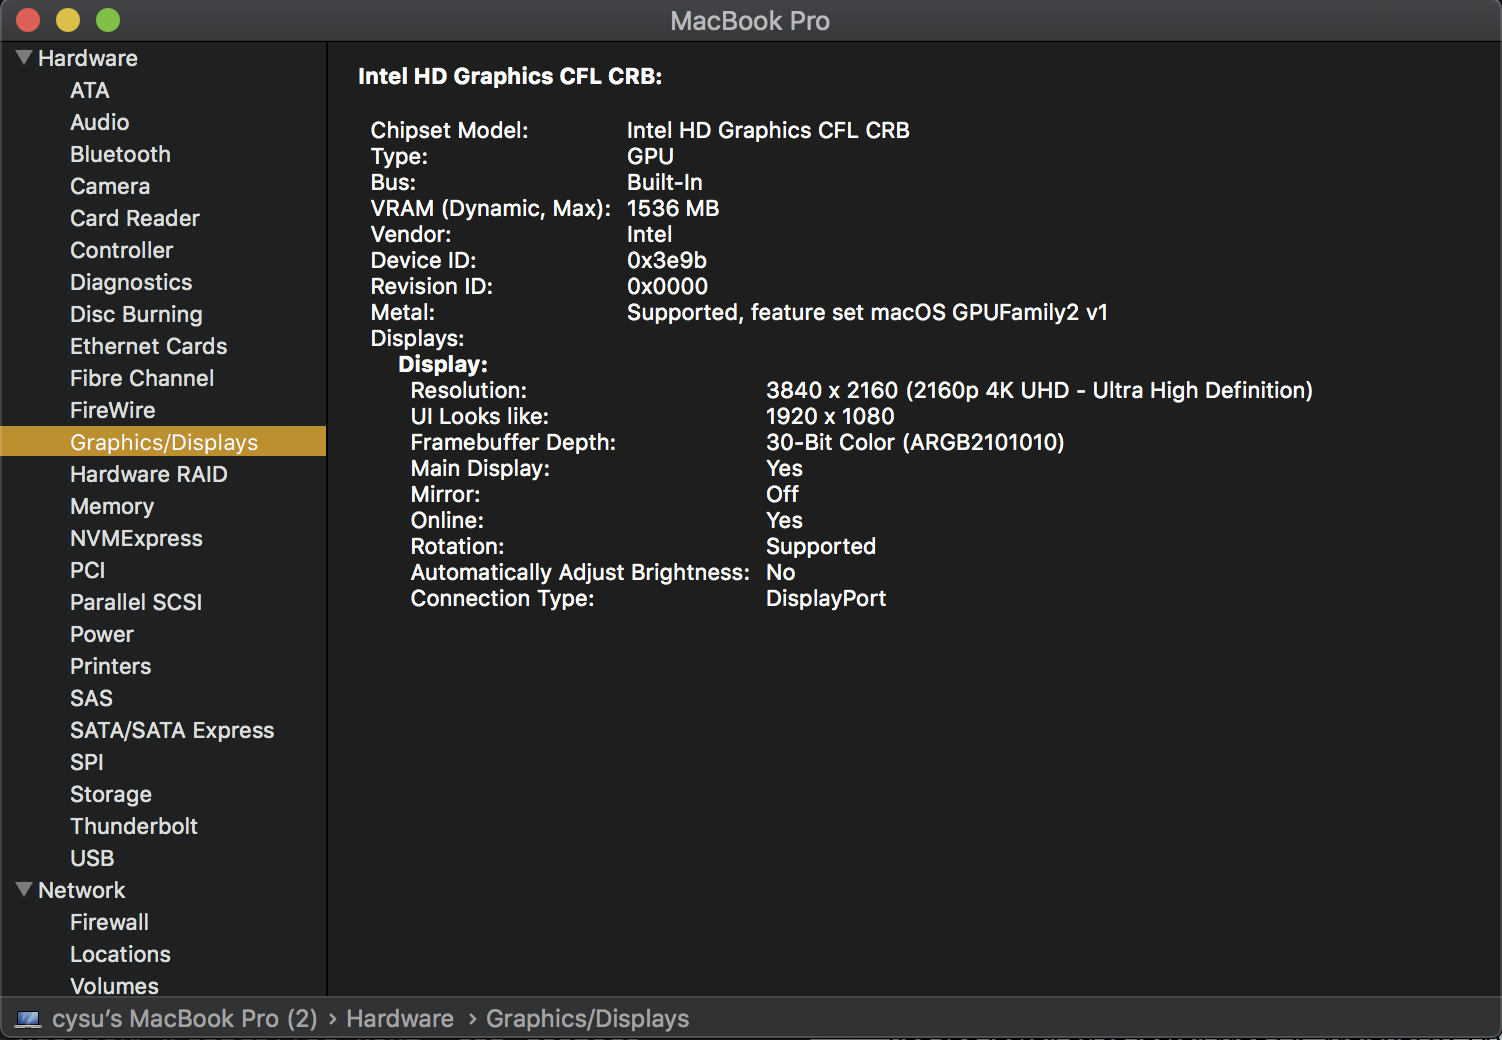 MacBook Pro
Hardware
ATA
Audio
Bluetooth
Camera
Card Reader
Controller
Diagnostics
Disc Burning
Ethernet Cards
Fibre Channel
FireWire
Graphics/Displays
Hardware RAID
Memory
NVMExpress
PCI
Parallel SCSI
Power
Printers
SAS
SATA/SATA Express
SPI
Storage
Thunderbolt
USB
Network
Firewall
Locations
Volumes
Intel HD Graphics CFL CRB:
Chipset Model: Intel HD Graphics CFL CRB
Type: GPU
Bus: Built-In
VRAM (Dynamic, Max): 1536 MB
Vendor: Intel
Device ID: 0x3e9b
Revision ID: 0x0000
Metal: Supported, feature set macOS GPUFamily2 v1
Displays:
Display:
Resolution: 3840 x 2160 (2160p 4K UHD - Ultra High Definition)
UI Looks like: 1920 x 1080
Framebuffer Depth: 30-Bit Color (ARGB2101010)
Main Display: Yes
Mirror: Off
Online: Yes
Rotation: Supported
Automatically Adjust Brightness: No
Connection Type: DisplayPort
cysu’s MacBook Pro (2) › Hardware › Graphics/Displays